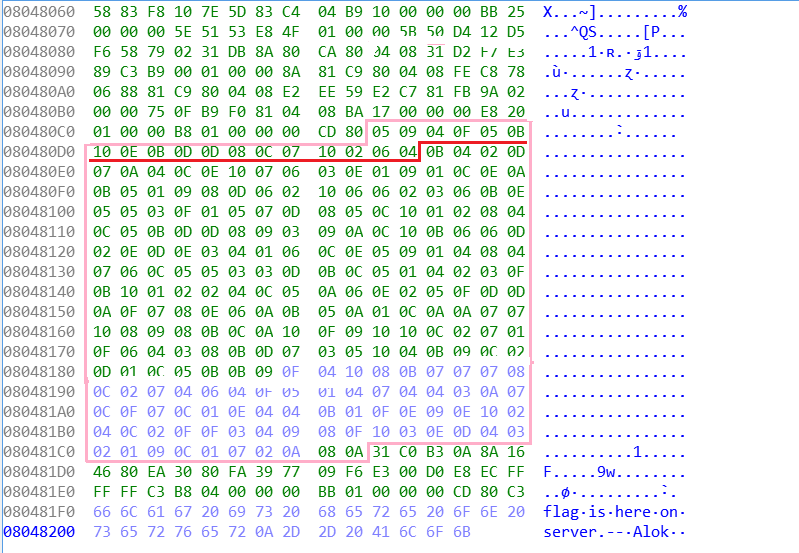 08048060 58 83 F8 10 7E 5D 83 C4 04 B9 10 00 00 00 BB 25 X...~].........%
08048070 00 00 00 5E 51 53 E8 4F 01 00 00 5B 50 D4 12 D5 ...^QS.....[P...
08048080 F6 58 79 02 31 DB 8A 80 CA 80 04 08 31 D2 F7 E3
08048090 89 C3 B9 00 01 00 00 8A 81 C9 80 04 08 FE C8 78
080480A0 06 88 81 C9 80 04 08 E2 EE 59 E2 C7 81 FB 9A 02
080480B0 00 00 75 0F B9 F0 81 04 08 BA 17 00 00 00 E8 20 ..u.............
080480C0 01 00 00 B8 01 00 00 00 CD 80 05 09 04 0F 05 0B
080480D0 10 0E 0B 0D 0D 08 0C 07 10 02 06 04 0B 04 02 0D ................
080480E0 07 0A 04 0C 0E 10 07 06 03 0E 01 09 01 0C 0E 0A ................
080480F0 0B 05 01 09 08 0D 06 02 10 06 06 02 03 06 0B 0E ................
08048100 05 05 03 0F 01 05 07 0D 08 05 0C 10 01 02 08 04 ................
08048110 0C 05 0B 0D 0D 08 09 03 09 0A 0C 10 0B 06 06 0D ................
08048120 02 0E 0D 0E 03 04 01 06 0C 0E 05 09 01 04 08 04 ................
08048130 07 06 0C 05 05 03 03 0D 0B 0C 05 01 04 02 03 0F ................
08048140 0B 10 01 02 02 04 0C 05 0A 06 0E 02 05 0F 0D 0D ................
08048150 0A 0F 07 08 0E 06 0A 0B 05 0A 01 0C 0A 0A 07 07 ................
08048160 10 08 09 08 0B 0C 0A 10 0F 09 10 10 0C 02 07 01 ................
08048170 0F 06 04 03 08 0B 0D 07 03 05 10 04 0B 09 0C 02 ................
08048180 0D 01 0C 05 0B 0B 09 0F 04 10 08 0B 07 07 07 08 ................
08048190 0C 02 07 04 06 04 0F 05 01 04 07 04 04 03 0A 07 ................
080481A0 0C 0F 07 0C 01 0E 04 04 0B 01 0F 0E 09 0E 10 02 ................
080481B0 04 0C 02 0F 0F 03 04 09 08 0F 10 03 0E 0D 04 03 ................
080481C0 02 01 09 0C 01 07 02 0A 08 0A 31 C0 B3 0A 8A 16 ..........1.....
080481D0 46 80 EA 30 80 FA 39 77 09 F6 E3 00 D0 E8 EC FF F.....9w........
080481E0 FF FF C3 B8 04 00 00 00 BB 01 00 00 00 CD 80 C3
080481F0 66 6C 61 67 20 69 73 20 68 65 72 65 20 6F 6E 20 flag·is·here·on·
08048200 73 65 72 76 65 72 0A 2D 2D 20 41 6C 6F 6B server.--·Alok··